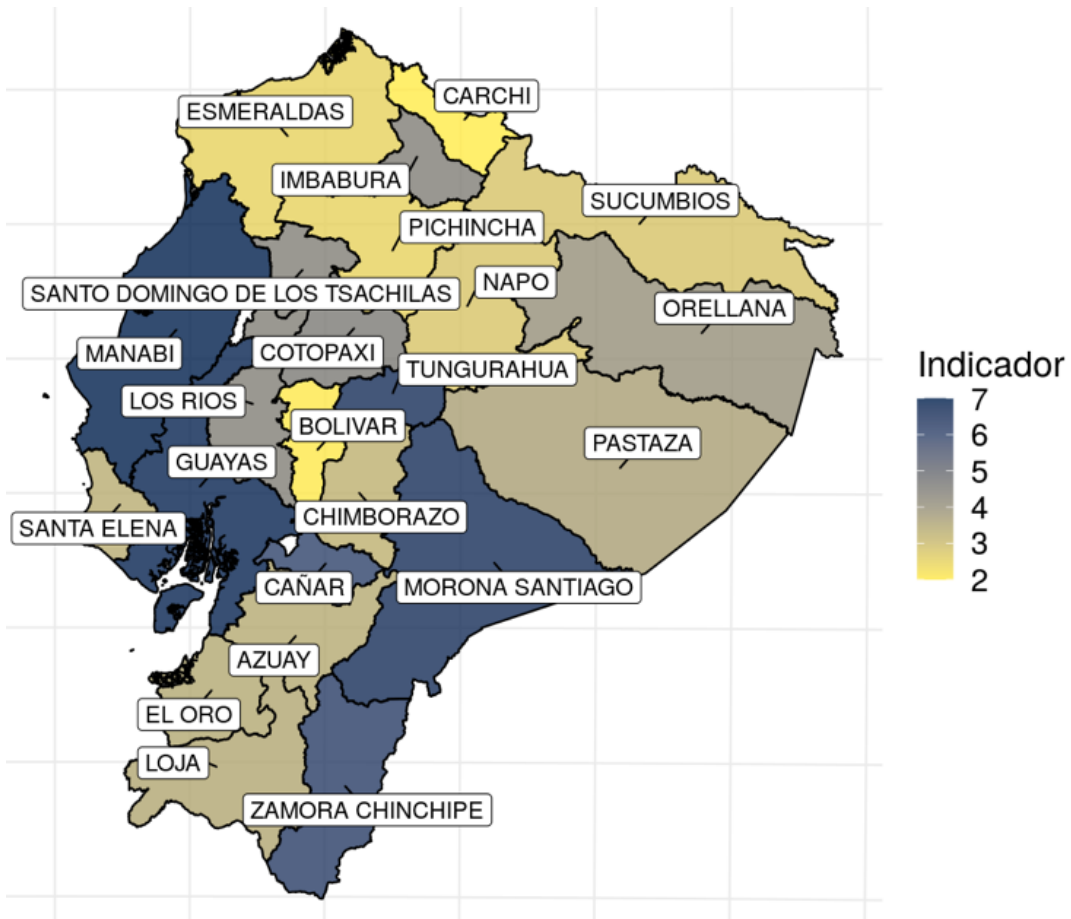 CARCHI
ESMERALDAS
IMBABURA
SUCUMBIOS
PICHINCHA
NAPO
SANTO DOMINGO DE LOS TSACHILAS
ORELLANA
MANABI
COTOPAXI
TUNGURAHUA
LOS RIOS
BOLIVAR
PASTAZA
GUAYAS
CHIMBORAZO
SANTA ELENA
CAÑAR
MORONA SANTIAGO
AZUAY
EL ORO
LOJA
ZAMORA CHINCHIPE
Indicador
7
6
5
4
3
2